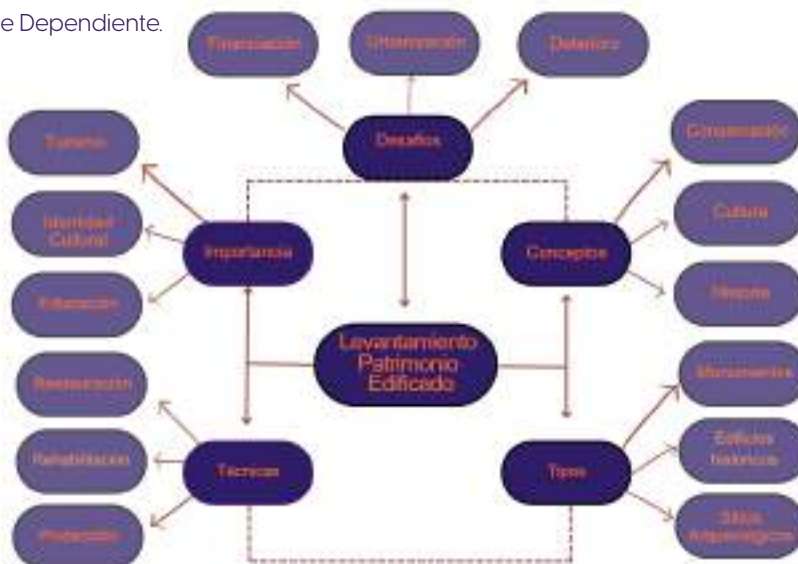 e Dependiente.
Financiación
Urbanización
Deterioro
Desafíos
Turismo
Identidad
Cultural
Educación
Importancia
Conceptos
Conservación
Cultura
Historia
Levantamiento
Patrimonio
Edificado
Restauración
Rehabilitación
Protección
Técnicas
Tipos
Monumentos
Edificios
históricos
Sitios
Arqueológicos